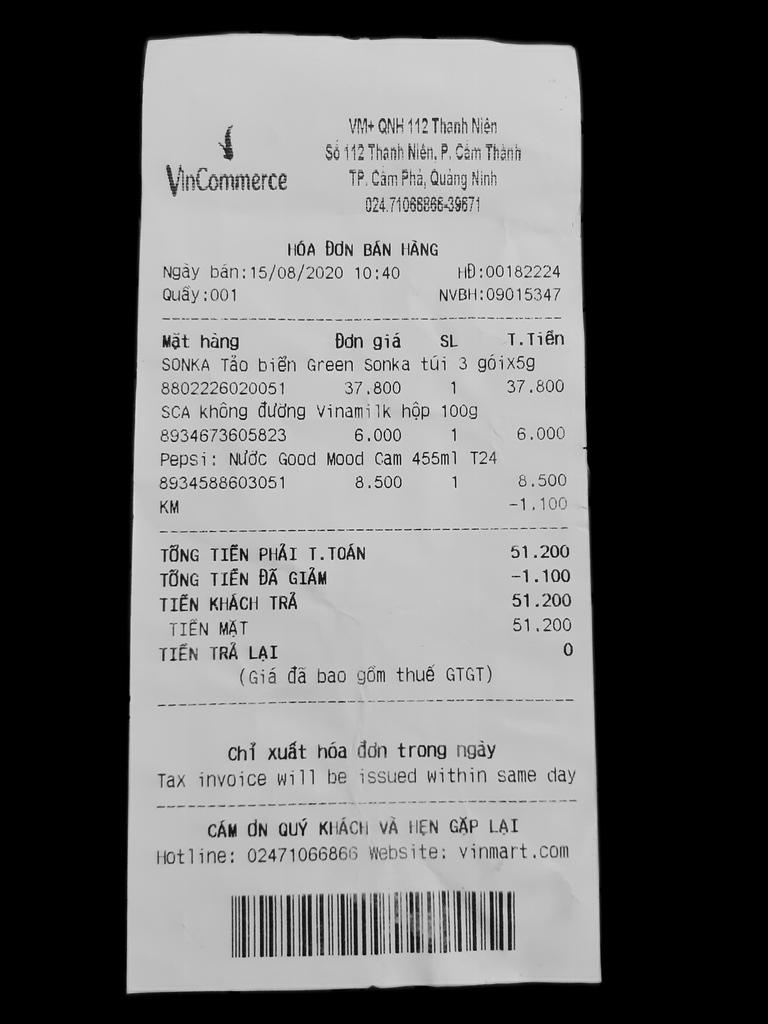 VinCommerce
VM+ QNH 112 Thanh Niên
Số 112 Thanh Niên, P. Cẩm Thành
TP. Cẩm Phả, Quảng Ninh
024.71066866-39671
HÓA ĐƠN BÁN HÀNG
Ngày bán:15/08/2020 10:40 HĐ:00182224
Quầy:001 NVBH:09015347
Mặt hàng Đơn giá SL T.Tiền
SONKA Tảo biển Green Sonka túi 3 góix5g
8802226020051 37.800 1 37.800
SCA không đường Vinamilk hộp 100g
8934673605823 6.000 1 6.000
Pepsi: Nước Good Mood Cam 455ml T24
8934588603051 8.500 1 8.500
KM -1.100
TỔNG TIỀN PHẢI T.TOÁN 51.200
TỔNG TIỀN ĐÃ GIẢM -1.100
TIỀN KHÁCH TRẢ 51.200
TIỀN MẶT 51.200
TIỀN TRẢ LẠI 0
(Giá đã bao gồm thuế GTGT)
Chỉ xuất hóa đơn trong ngày
Tax invoice will be issued within same day
CẢM ƠN QUÝ KHÁCH VÀ HẸN GẶP LẠI
Hotline: 02471066866 Website: vinmart.com